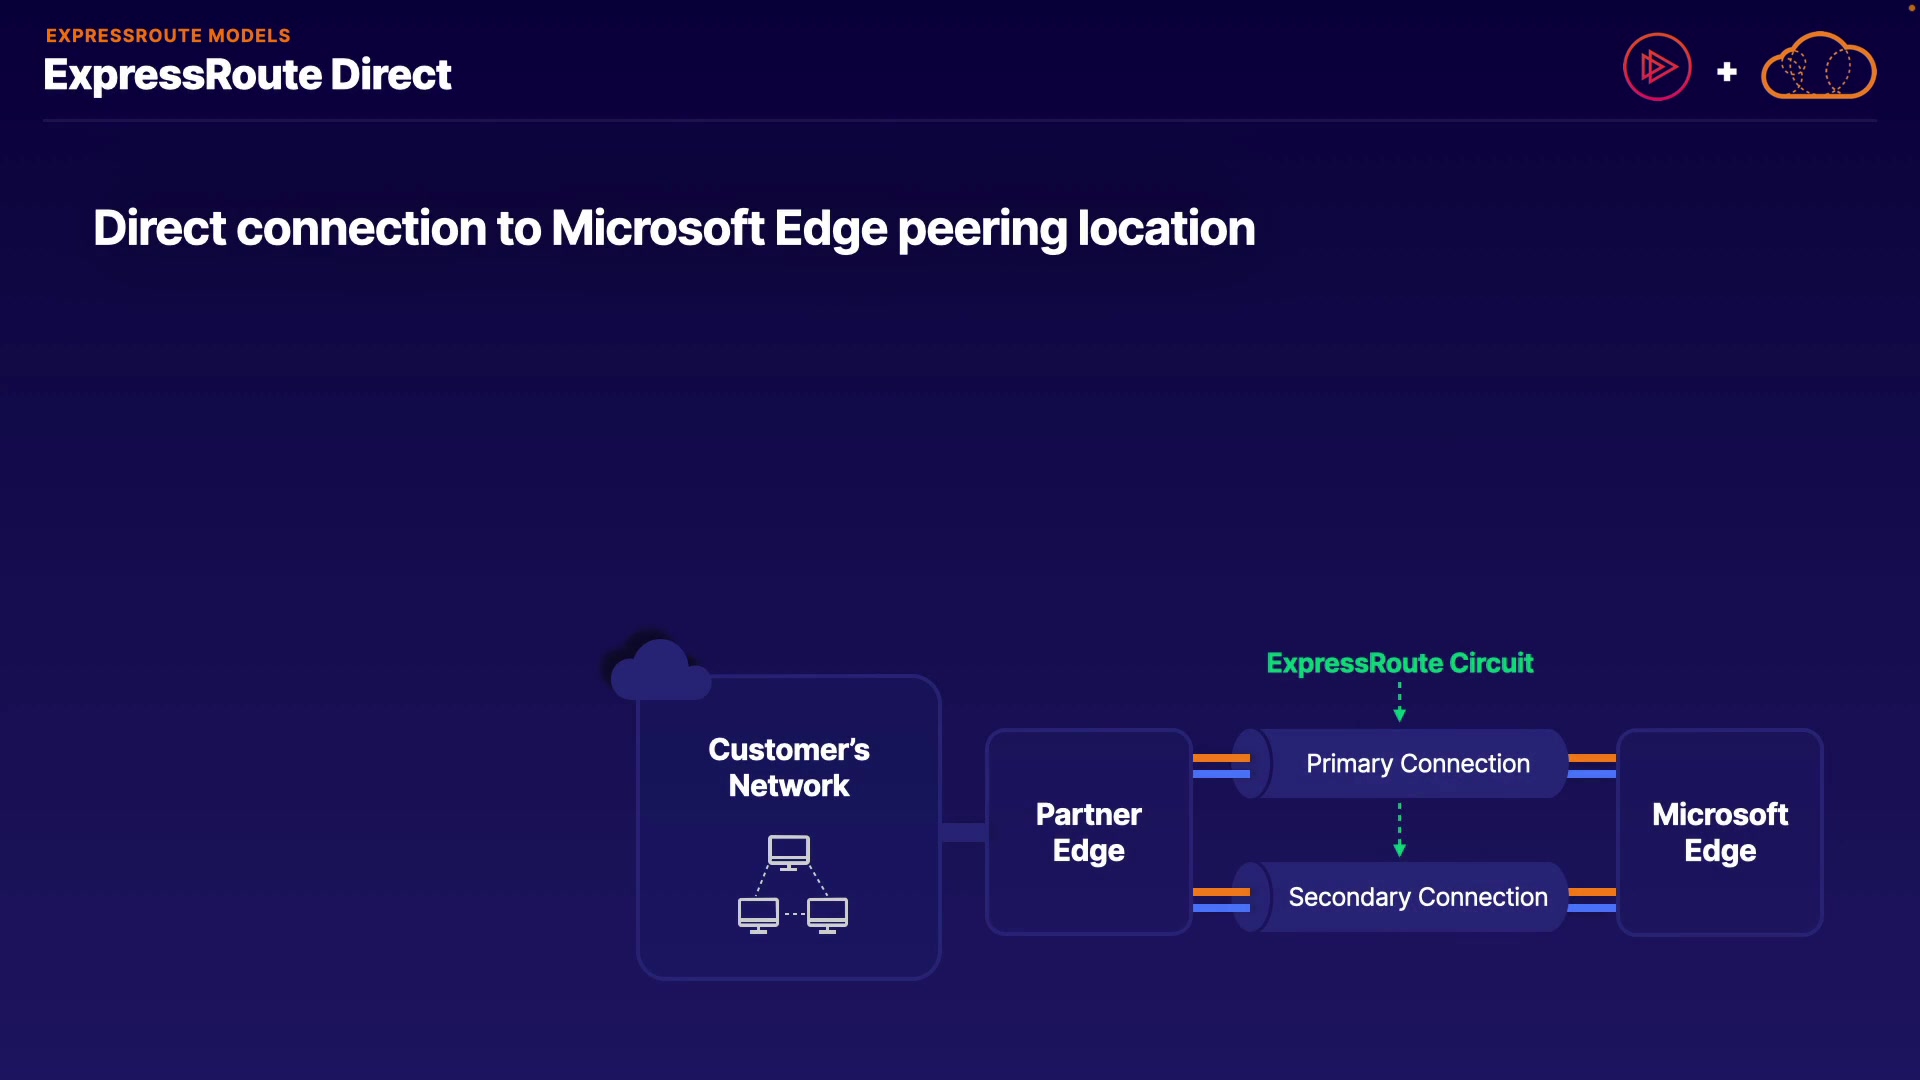 EXPRESSROUTE MODELS
ExpressRoute Direct
Direct connection to Microsoft Edge peering location
ExpressRoute Circuit
Customer’s
Network
Partner
Edge
Primary Connection
Secondary Connection
Microsoft
Edge